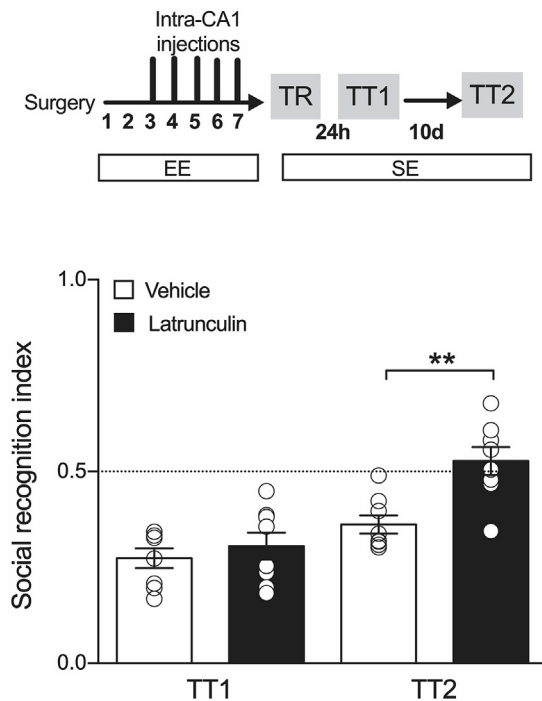 Intra-CA1
injections
Surgery
1 2 3 4 5 6 7
TR
TT1
TT2
24h
10d
EE
SE
1.0
Vehicle
Latrunculin
**
Social recognition index
0.5
0.0
TT1
TT2